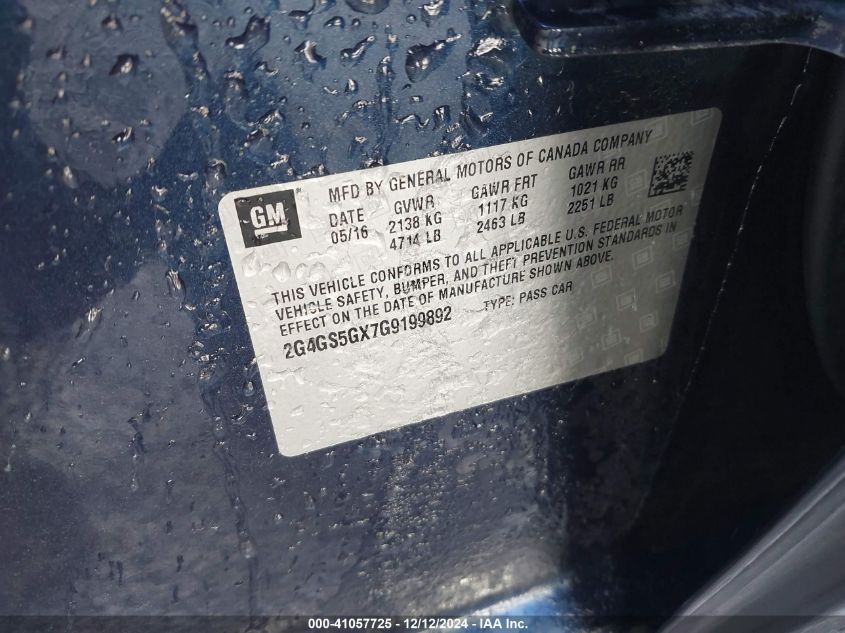 GM
MFD BY GENERAL MOTORS OF CANADA COMPANY
DATE GVWR GAWR FRT GAWR RR
05/16 2138 KG 1117 KG 1021 KG
4714 LB 2463 LB 2251 LB
THIS VEHICLE CONFORMS TO ALL APPLICABLE U.S. FEDERAL MOTOR
VEHICLE SAFETY, BUMPER, AND THEFT PREVENTION STANDARDS IN
EFFECT ON THE DATE OF MANUFACTURE SHOWN ABOVE.
2G4GS5GX7G9199892 TYPE: PASS CAR
000-41057725 - 12/12/2024 - IAA Inc.